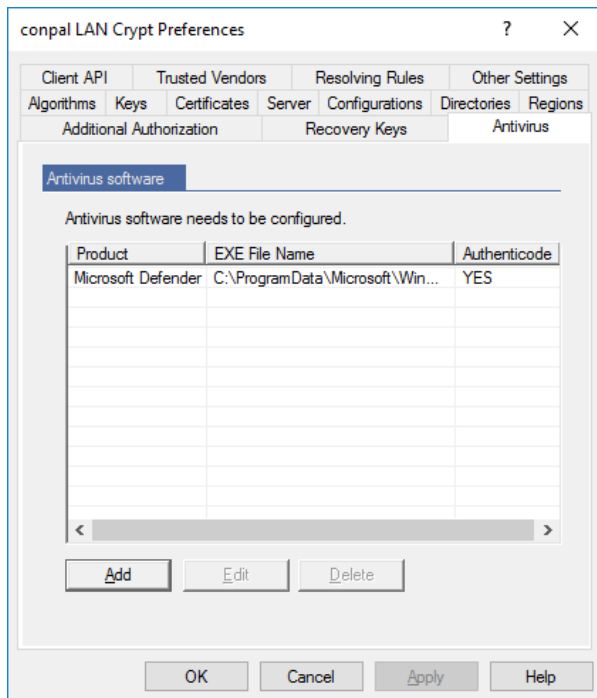 conpal LAN Crypt Preferences ?
Client API Trusted Vendors Resolving Rules Other Settings
Algorithms Keys Certificates Server Configurations Directories Regions
Additional Authorization Recovery Keys Antivirus
Antivirus software
Antivirus software needs to be configured.
Product EXE File Name Authenticode
Microsoft Defender C:\ProgramData\Microsoft\Win... YES
Add Edit Delete
OK Cancel Apply Help